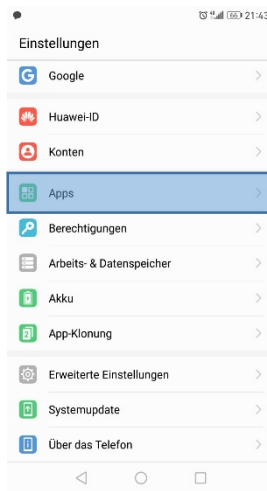 66 21:43
Einstellungen
Google
Huawei-ID
Konten
Apps
Berechtigungen
Arbeits- & Datenspeicher
Akku
App-Klonung
Erweiterte Einstellungen
Systemupdate
Über das Telefon